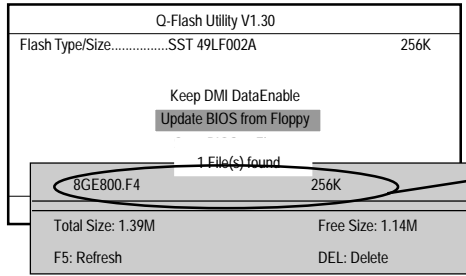 Q-Flash Utility V1.30
Flash Type/Size................SST 49LF002A 256K
Keep DMI DataEnable
Update BIOS from Floppy
1 File(s) found
8GE800.F4 256K
Total Size: 1.39M Free Size: 1.14M
F5: Refresh DEL: Delete